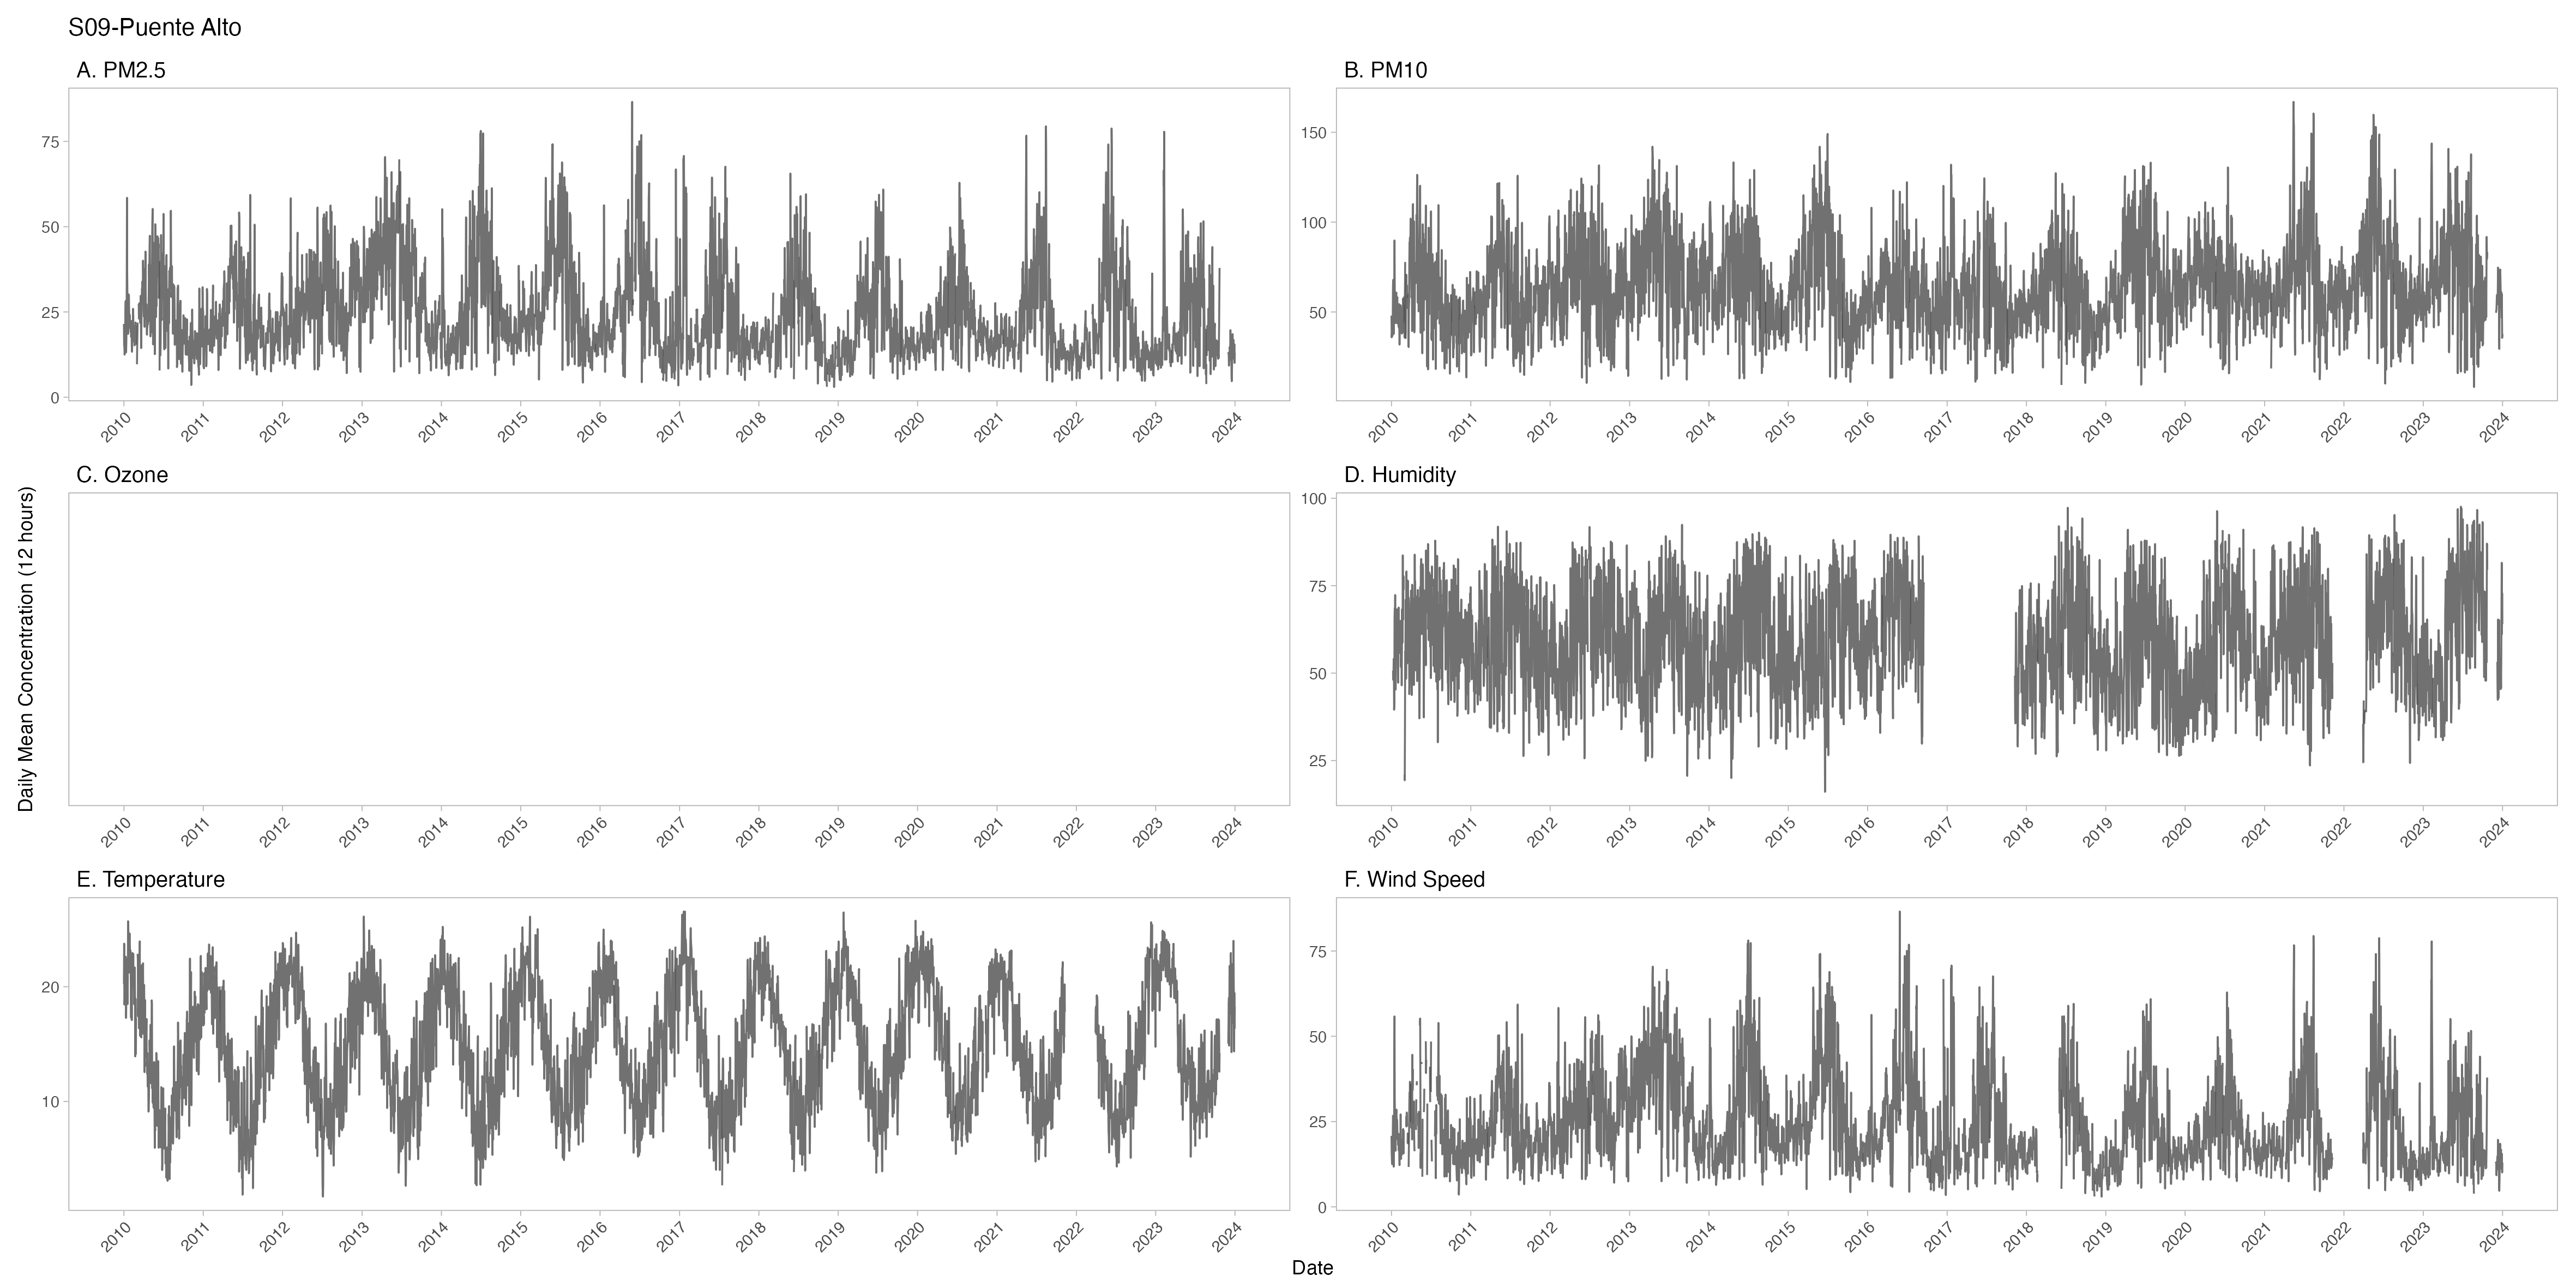 S09-Puente Alto
A. PM2.5
75
50
25
0
2010 2011 2012 2013 2014 2015 2016 2017 2018 2019 2020 2021 2022 2023 2024
B. PM10
150
100
50
2010 2011 2012 2013 2014 2015 2016 2017 2018 2019 2020 2021 2022 2023 2024
Daily Mean Concentration (12 hours)
C. Ozone
2010 2011 2012 2013 2014 2015 2016 2017 2018 2019 2020 2021 2022 2023 2024
D. Humidity
100
75
50
25
2010 2011 2012 2013 2014 2015 2016 2017 2018 2019 2020 2021 2022 2023 2024
E. Temperature
20
10
2010 2011 2012 2013 2014 2015 2016 2017 2018 2019 2020 2021 2022 2023 2024
F. Wind Speed
75
50
25
0
2010 2011 2012 2013 2014 2015 2016 2017 2018 2019 2020 2021 2022 2023 2024
Date